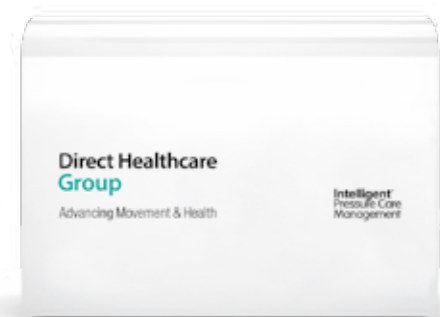 Direct Healthcare
Group
Advancing Movement & Health
Intelligent
Pressure Care
Management